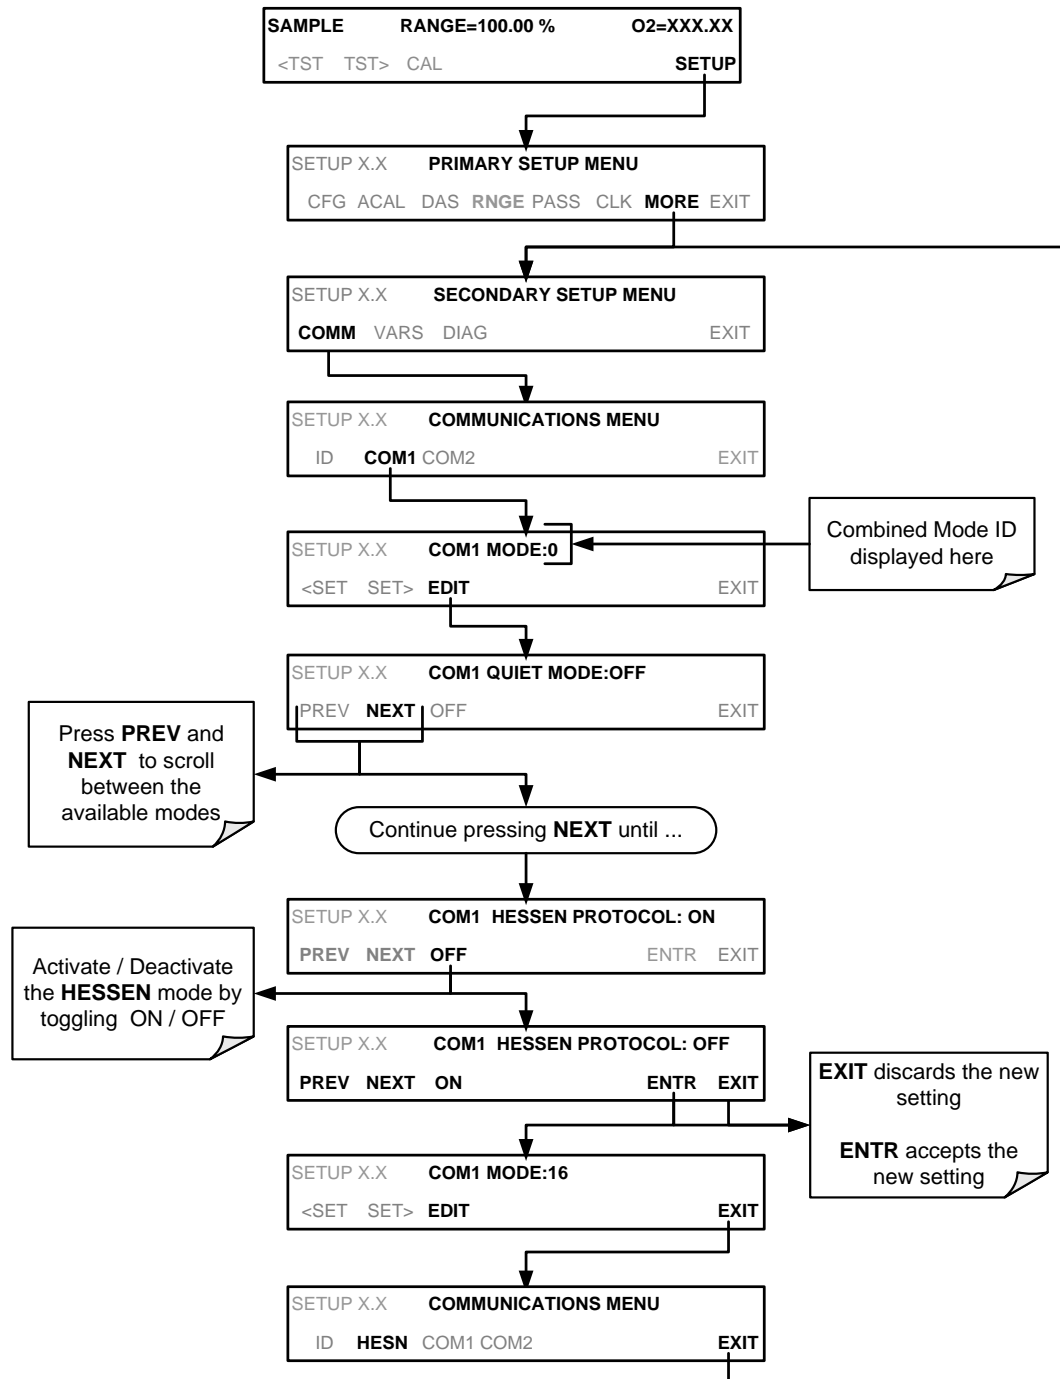 SAMPLE RANGE=100.00 % O2=XXX.XX
<TST TST> CAL SETUP
SETUP X.X PRIMARY SETUP MENU
CFG ACAL DAS RNGE PASS CLK MORE EXIT
SETUP X.X SECONDARY SETUP MENU
COMM VARS DIAG EXIT
SETUP X.X COMMUNICATIONS MENU
ID COM1 COM2 EXIT
SETUP X.X COM1 MODE:0
<SET SET> EDIT EXIT
Combined Mode ID
displayed here
SETUP X.X COM1 QUIET MODE:OFF
PREV NEXT OFF EXIT
Press PREV and
NEXT to scroll
between the
available modes
Continue pressing NEXT until ...
SETUP X.X COM1 HESSEN PROTOCOL: ON
PREV NEXT OFF ENTR EXIT
Activate / Deactivate
the HESSEN mode by
toggling ON / OFF
SETUP X.X COM1 HESSEN PROTOCOL: OFF
PREV NEXT ON ENTR EXIT
EXIT discards the new
setting
ENTR accepts the
new setting
SETUP X.X COM1 MODE:16
<SET SET> EDIT EXIT
SETUP X.X COMMUNICATIONS MENU
ID HESN COM1 COM2 EXIT